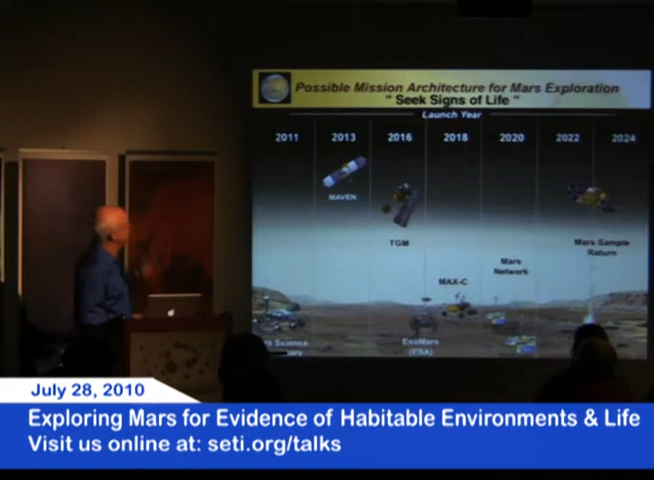 Possible Mission Architecture for Mars Exploration
" Seek Signs of Life "
Launch Year
2011 2013 2016 2018 2020 2022 2024
MAVEN
TGM
Mars Sample
Return
Mars
Network
MAX-C
Science
ExoMars
(ESA)
July 28, 2010
Exploring Mars for Evidence of Habitable Environments & Life
Visit us online at: seti.org/talks